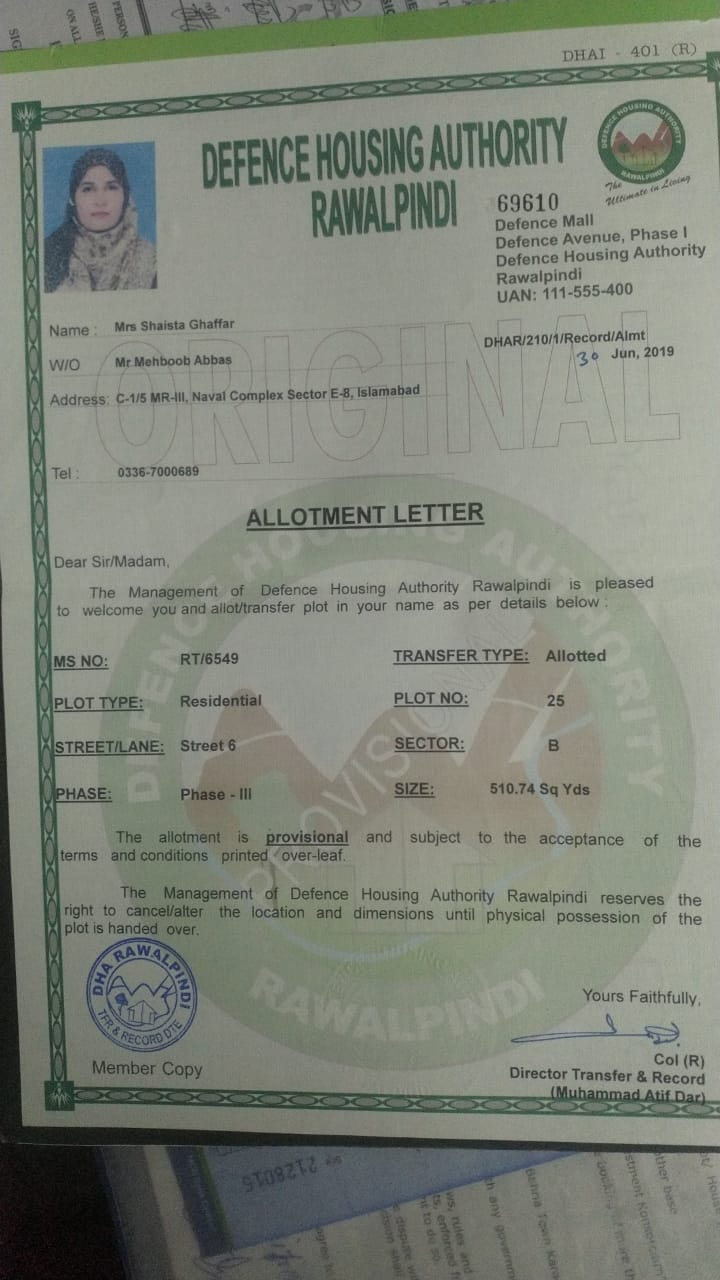 DHAI - 401 (R)
DEFENCE HOUSING AUTHORITY
RAWALPINDI
DEFENCE HOUSING AUTHORITY
RAWALPINDI
The
Ultimate in Living
69610
Defence Mall
Defence Avenue, Phase I
Defence Housing Authority
Rawalpindi
UAN: 111-555-400
Name : Mrs Shaista Ghaffar
DHAR/210/1/Record/Almt
W/O Mr Mehboob Abbas
30 Jun, 2019
Address: C-1/5 MR-III, Naval Complex Sector E-8, Islamabad
ORIGINAL
Tel : 0336-7000689
ALLOTMENT LETTER
Dear Sir/Madam,
The Management of Defence Housing Authority Rawalpindi is pleased
to welcome you and allot/transfer plot in your name as per details below :
MS NO: RT/6549 TRANSFER TYPE: Allotted
PLOT TYPE: Residential PLOT NO: 25
STREET/LANE: Street 6 SECTOR: B
PHASE: Phase - III SIZE: 510.74 Sq Yds
DEFENCE HOUSING AUTHORITY
PROVISIONAL
RAWALPINDI
The allotment is provisional and subject to the acceptance of the
terms and conditions printed over-leaf.
The Management of Defence Housing Authority Rawalpindi reserves the
right to cancel/alter the location and dimensions until physical possession of the
plot is handed over.
DHA RAWALPINDI
TFR & RECORD DTE
Member Copy
Yours Faithfully,
Col (R)
Director Transfer & Record
(Muhammad Atif Dar)
2128016